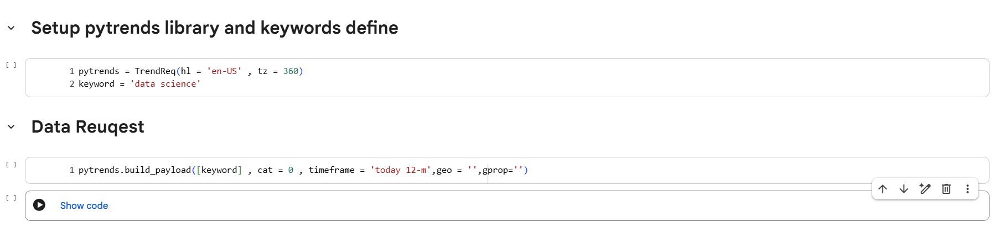 Setup pytrends library and keywords define
[ ]
1 pytrends = TrendReq(hl = 'en-US' , tz = 360)
2 keyword = 'data science'
Data Reuqest
[ ]
1 pytrends.build_payload([keyword] , cat = 0 , timeframe = 'today 12-m',geo = '',gprop='')
[ ]
Show code